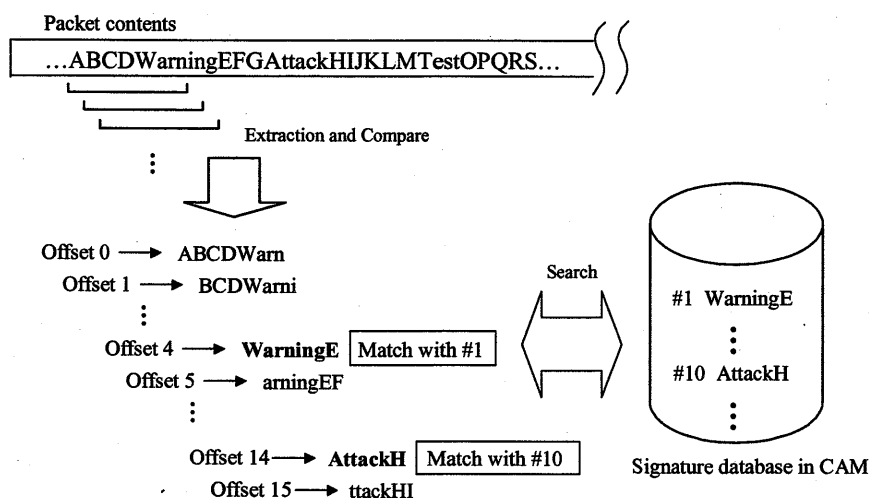 Packet contents
...ABCDWarningEFGAttackHIJKLMTestOPQRS...
Extraction and Compare
Offset 0 ABCDWarn
Offset 1 BCDWarni
Offset 4 WarningE Match with #1
Offset 5 arningEF
Offset 14 AttackH Match with #10
Offset 15 ttackHI
Search
#1 WarningE
#10 AttackH
Signature database in CAM